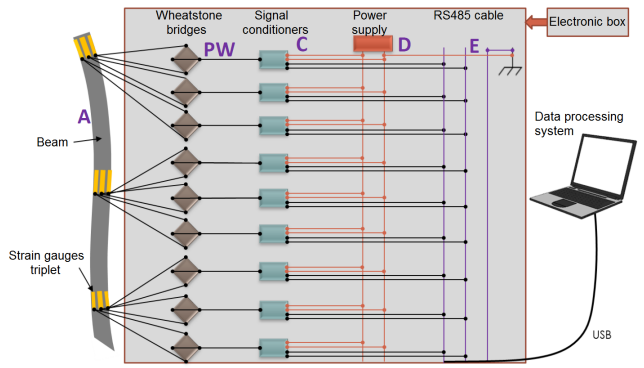 Wheatstone
bridges
Signal
conditioners
Power
supply
RS485 cable
Electronic box
PW
C
D
E
A
Beam
Data processing
system
Strain gauges
triplet
USB